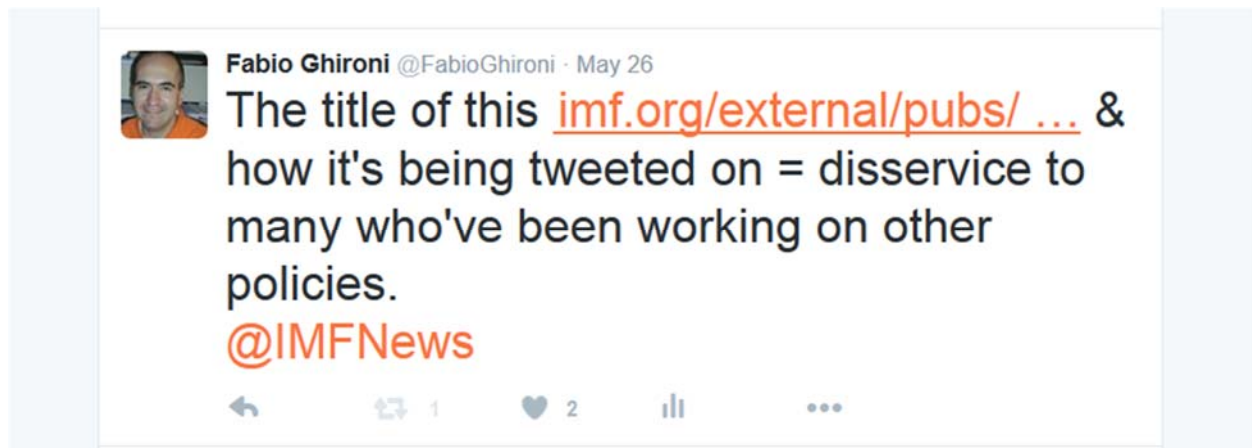 Fabio Ghironi @FabioGhironi · May 26
The title of this imf.org/external/pubs/ … &
how it's being tweeted on = disservice to
many who've been working on other
policies.
@IMFNews
1 2